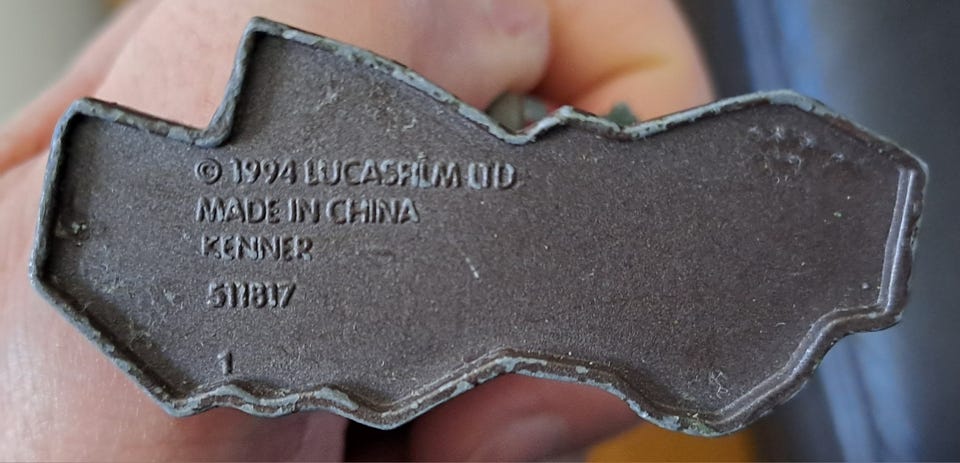 © 1994 LUCASFILM LTD
MADE IN CHINA
KENNER
511817
1